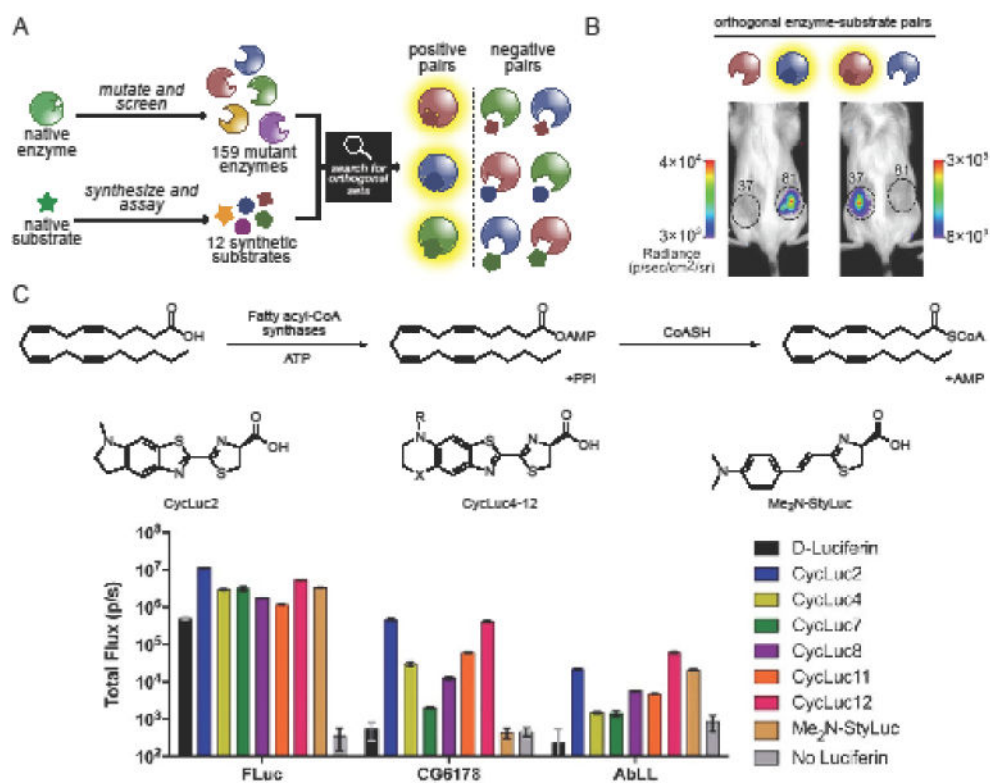 A
mutate and
screen
native
enzyme
159 mutant
enzymes
synthesize and
assay
native
substrate
12 synthetic
substrates
search for
orthogonal
sets
positive
pairs
negative
pairs
B
orthogonal enzyme-substrate pairs
4×10⁴
3×10³
Radiance
(p/sec/cm2/sr)
37
81
37
81
3×10⁵
C
O
OH
Fatty acyl-CoA
synthases
ATP
O
OAMP
+PPi
CoASH
O
SCoA
+AMP
N
S
N
N
S
O
OH
CycLuc2
R
N
X
S
N
N
S
O
OH
CycLuc4-12
N
N
S
O
OH
Me₂N-StyLuc
Total Flux (p/s)
10⁸
10⁷
10⁶
10⁵
10⁴
10³
10²
FLuc
CG6178
AbLL
D-Luciferin
CycLuc2
CycLuc4
CycLuc7
CycLuc8
CycLuc11
CycLuc12
Me₂N-StyLuc
No Luciferin